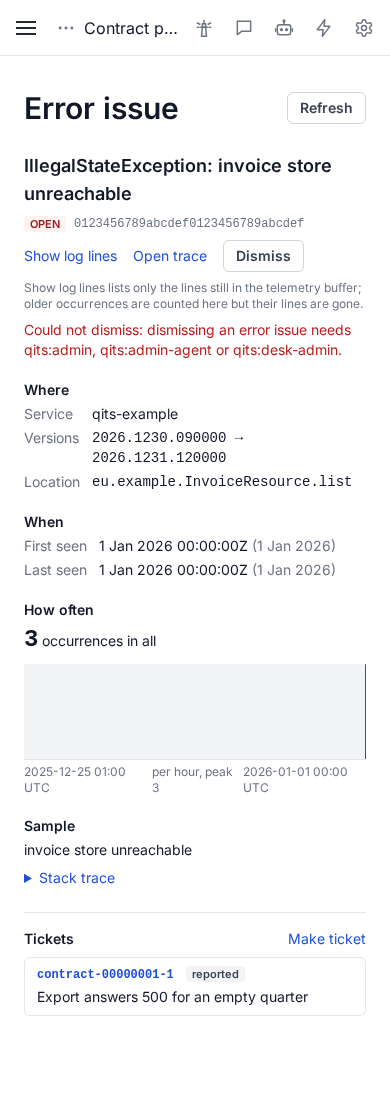 Contract p...
Error issue
Refresh
IllegalStateException: invoice store
unreachable
OPEN 0123456789abcdef0123456789abcdef
Show log lines Open trace Dismiss
Show log lines lists only the lines still in the telemetry buffer;
older occurrences are counted here but their lines are gone.
Could not dismiss: dismissing an error issue needs
qits:admin, qits:admin-agent or qits:desk-admin.
Where
Service qits-example
Versions 2026.1230.090000 →
2026.1231.120000
Location eu.example.InvoiceResource.list
When
First seen 1 Jan 2026 00:00:00Z (1 Jan 2026)
Last seen 1 Jan 2026 00:00:00Z (1 Jan 2026)
How often
3 occurrences in all
2025-12-25 01:00 UTC
per hour, peak 3
2026-01-01 00:00 UTC
Sample
invoice store unreachable
Stack trace
Tickets Make ticket
contract-00000001-1 reported
Export answers 500 for an empty quarter